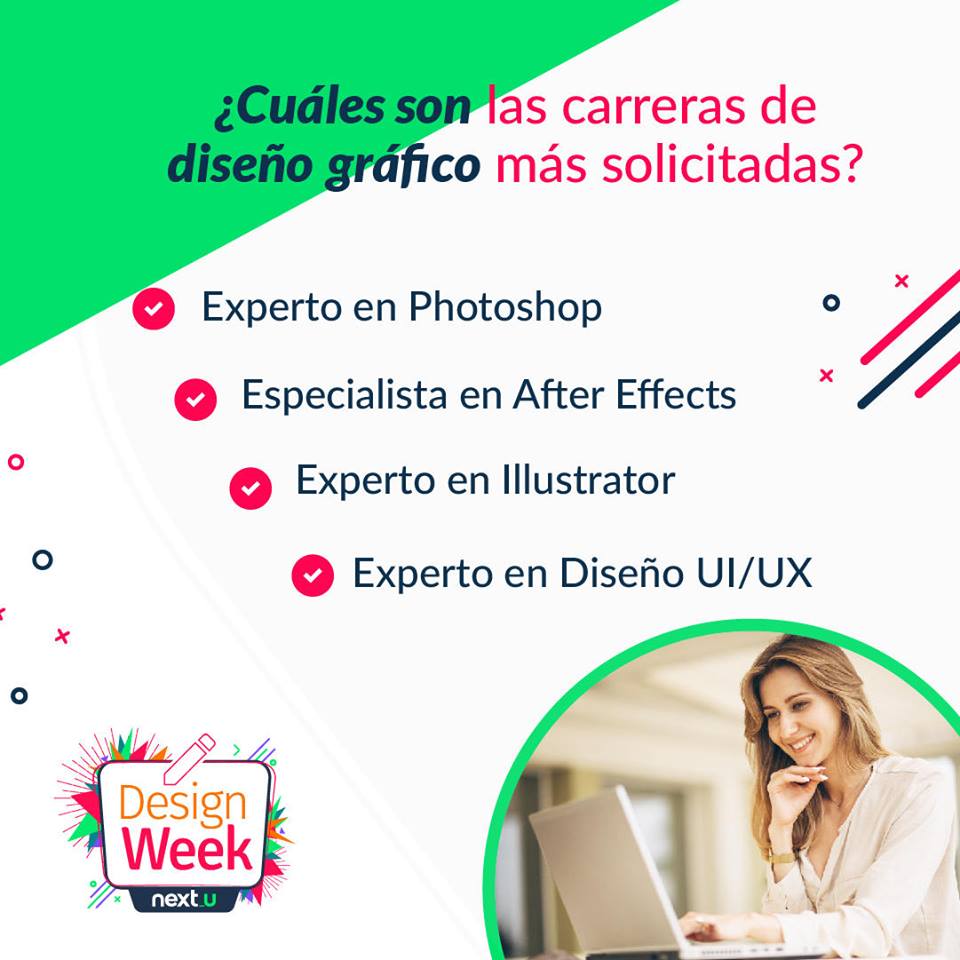 ¿Cuáles son las carreras de
diseño gráfico más solicitadas?
Experto en Photoshop
Especialista en After Effects
Experto en Illustrator
Experto en Diseño UI/UX
Design
Week
next_u